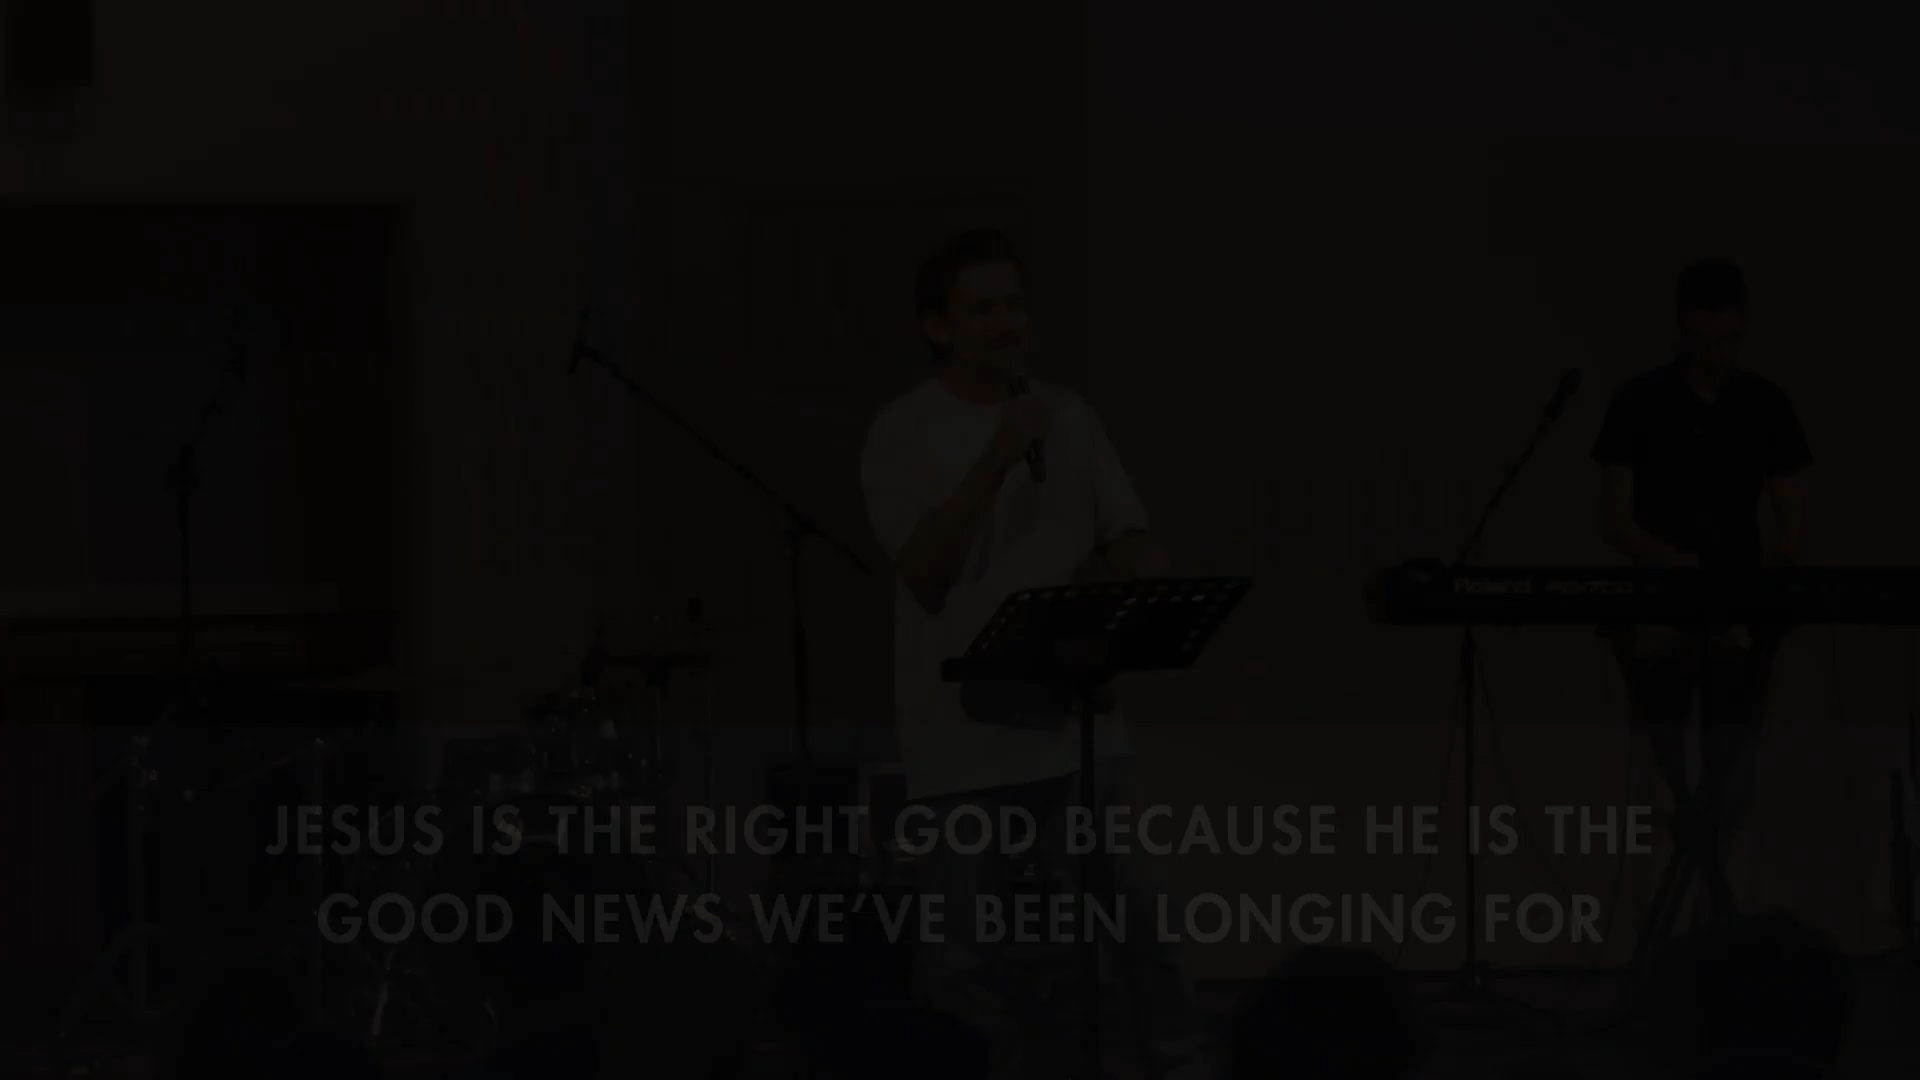 Roland
JESUS IS THE RIGHT GOD BECAUSE HE IS THE
GOOD NEWS WE'VE BEEN LONGING FOR